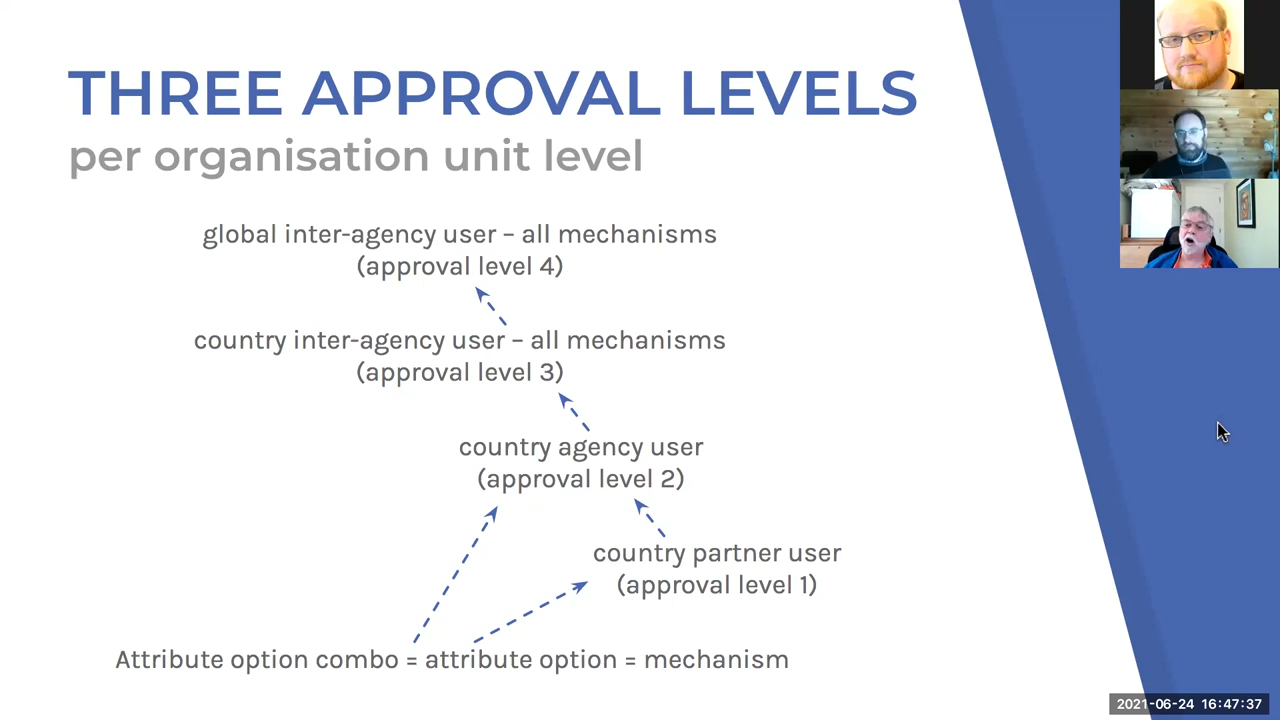 THREE APPROVAL LEVELS
per organisation unit level
global inter-agency user – all mechanisms
(approval level 4)
country inter-agency user – all mechanisms
(approval level 3)
country agency user
(approval level 2)
country partner user
(approval level 1)
Attribute option combo = attribute option = mechanism
2021-06-24 16:47:37